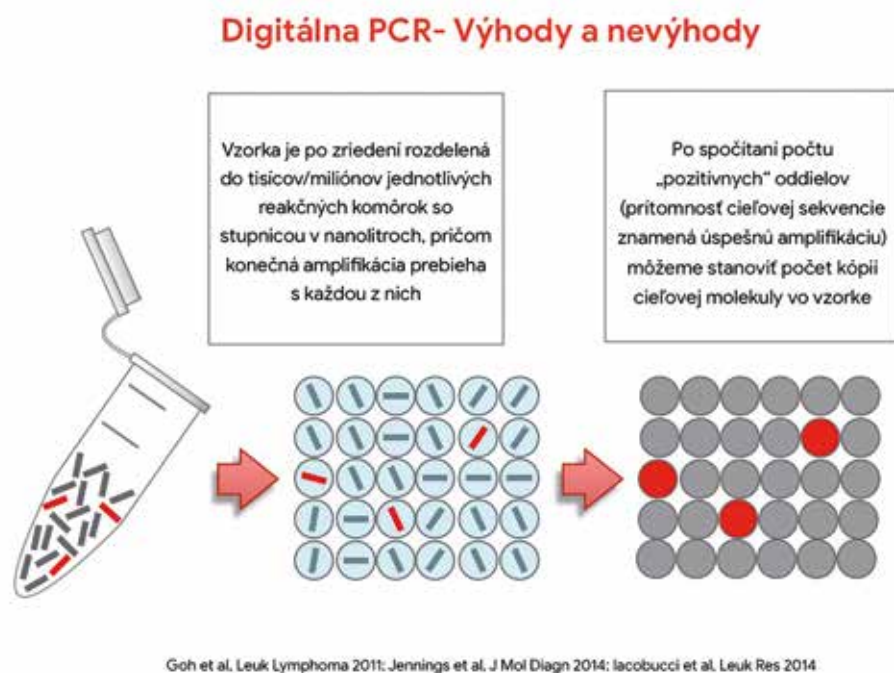 Digitálna PCR- Výhody a nevýhody
Vzorka je po zriedení rozdelená
do tisícov/miliónov jednotlivých
reakčných komôrok so
stupnicou v nanolitroch, pričom
konečná amplifikácia prebieha
s každou z nich
Po spočítaní počtu
„pozitívnych“ oddielov
(prítomnosť cieľovej sekvencie
znamená úspešnú amplifikáciu)
môžeme stanoviť počet kópií
cieľovej molekuly vo vzorke
Goh et al, Leuk Lymphoma 2011; Jennings et al, J Mol Diagn 2014; Iacobucci et al, Leuk Res 2014